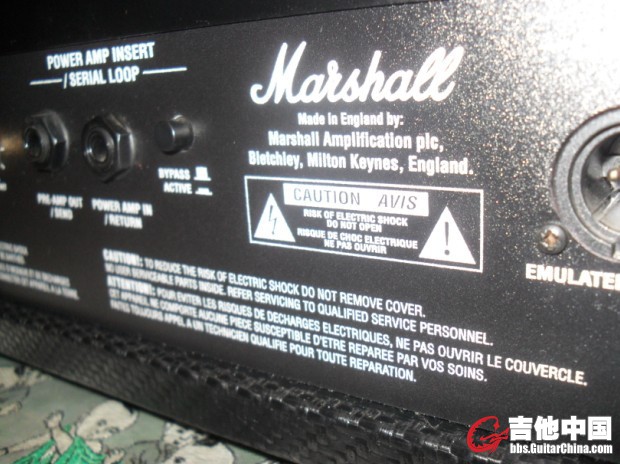 POWER AMP INSERT
/ SERIAL LOOP
PRE-AMP OUT
/ SEND
POWER AMP IN
/ RETURN
BYPASS
ACTIVE
Marshall
Made in England by:
Marshall Amplification plc,
Bletchley, Milton Keynes, England.
CAUTION AVIS
RISK OF ELECTRIC SHOCK
DO NOT OPEN
RISQUE DE CHOC ELECTRIQUE
NE PAS OUVRIR
EMULATE
CAUTION: TO REDUCE THE RISK OF ELECTRIC SHOCK DO NOT REMOVE COVER.
NO USER SERVICEABLE PARTS INSIDE. REFER SERVICING TO QUALIFIED SERVICE PERSONNEL.
ATTENTION: POUR EVITER LES RISQUES DE DECHARGES ELECTRIQUES, NE PAS OUVRIR LE COUVERCLE.
CET APPAREIL NE COMPORTE AUCUNE PIECE SUSCEPTIBLE D'ETRE REPAREE PAR VOS SOINS.
FAITES TOUJOURS APPEL A UN TECHNICIEN QUALIFIE POUR TOUTE REPARATION.
吉他中国
bbs.GuitarChina.com